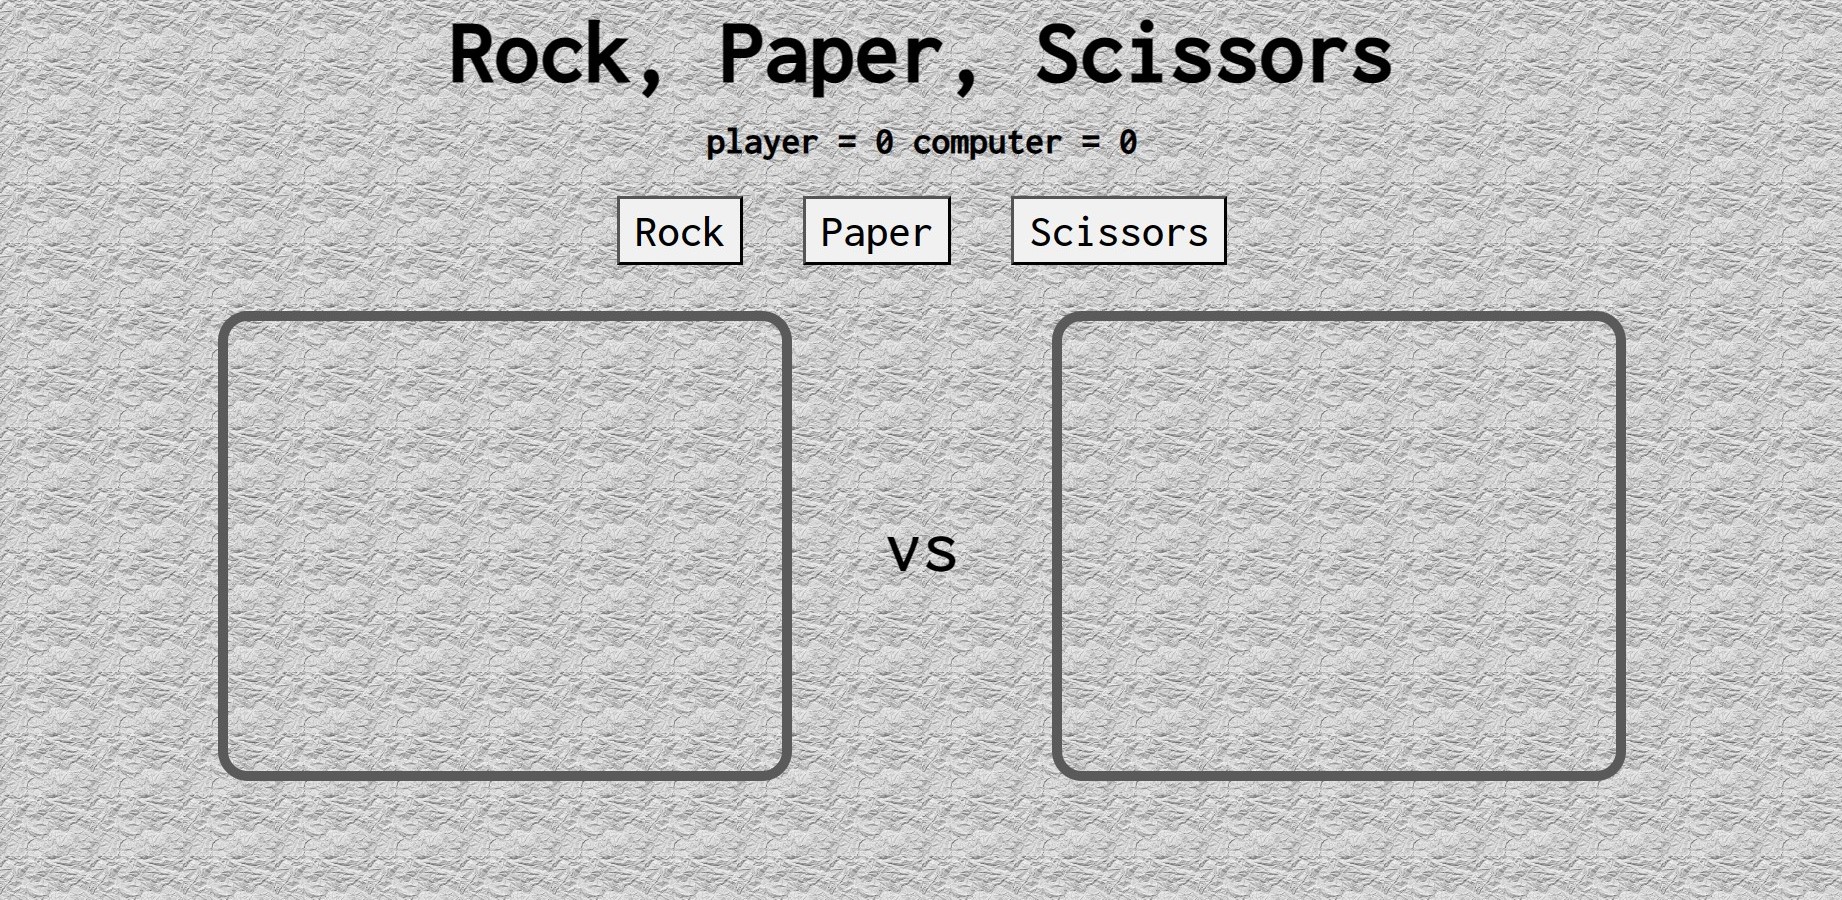 Rock, Paper, Scissors
player = 0 computer = 0
Rock Paper Scissors
vs